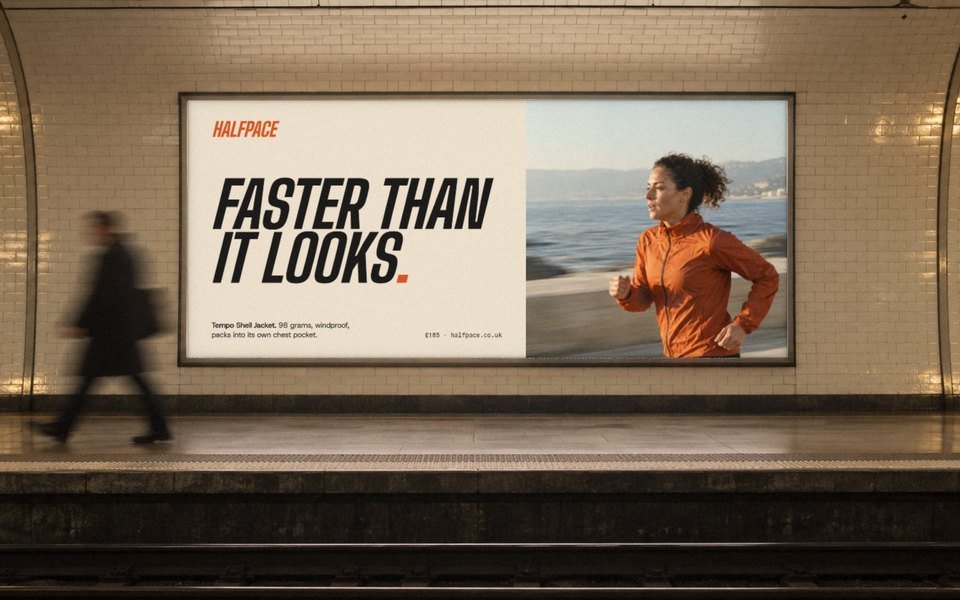 HALFPACE
FASTER THAN
IT LOOKS.
Tempo Shell Jacket. 98 grams, windproof,
packs into its own chest pocket.
£105 · halfpace.co.uk